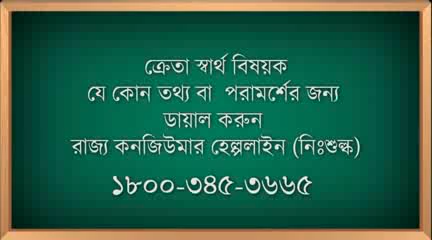 ক্রেতা স্বার্থ বিষয়ক
যে কোন তথ্য বা পরামর্শের জন্য
ডায়াল করুন
রাজ্য কনজিউমার হেল্পলাইন (নিঃশুল্ক)
১৮০০-৩৪৫-৩৬৬৫